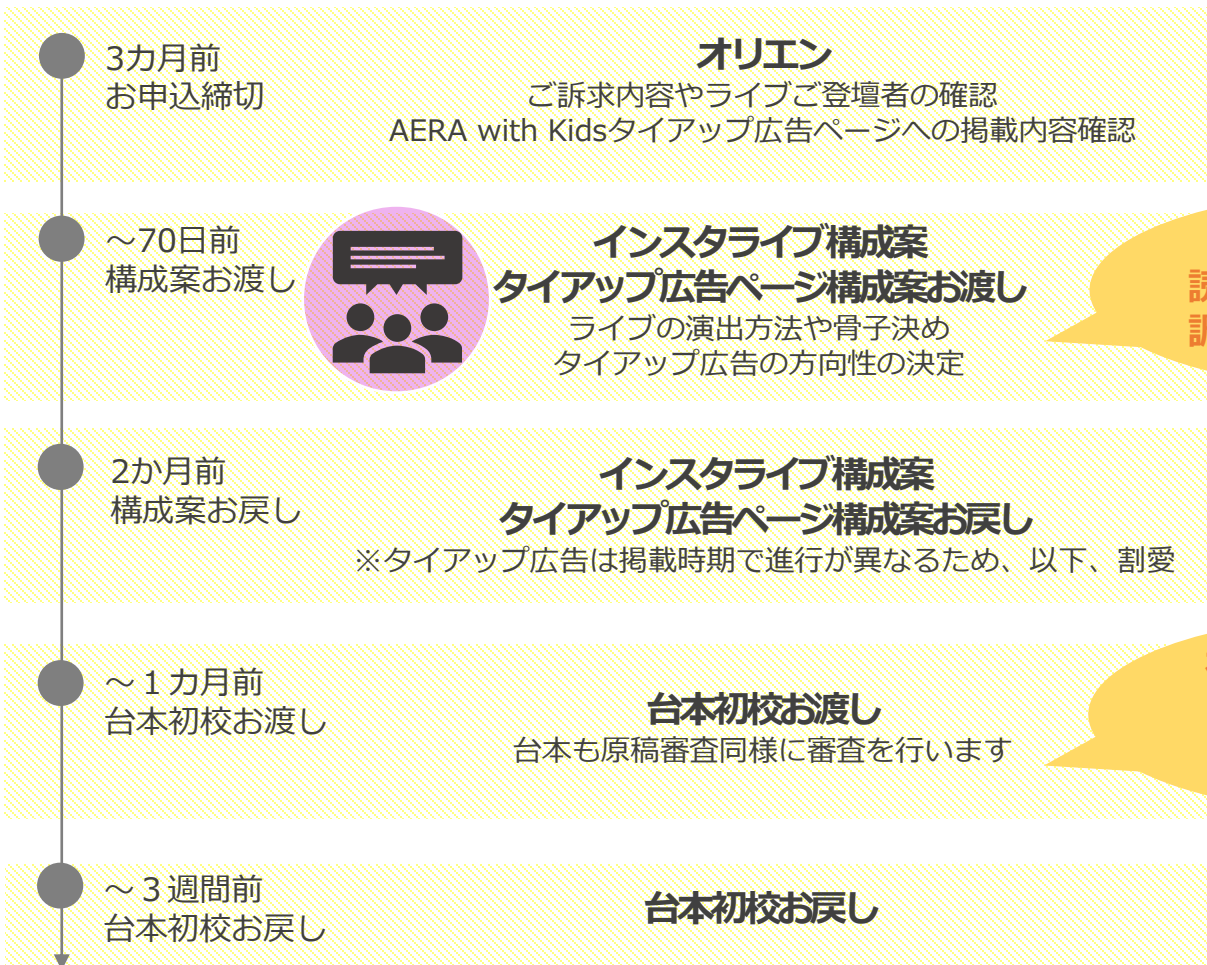 3カ月前
お申込締切
オリエン
ご訴求内容やライブご登壇者の確認
AERA with Kidsタイアップ広告ページへの掲載内容確認
～70日前
構成案お渡し
インスタライブ構成案
タイアップ広告ページ構成案お渡し
ライブの演出方法や骨子決め
タイアップ広告の方向性の決定
2か月前
構成案お戻し
インスタライブ構成案
タイアップ広告ページ構成案お戻し
※タイアップ広告は掲載時期で進行が異なるため、以下、割愛
～１カ月前
台本初校お渡し
台本初校お渡し
台本も原稿審査同様に審査を行います
～３週間前
台本初校お戻し
台本初校お戻し